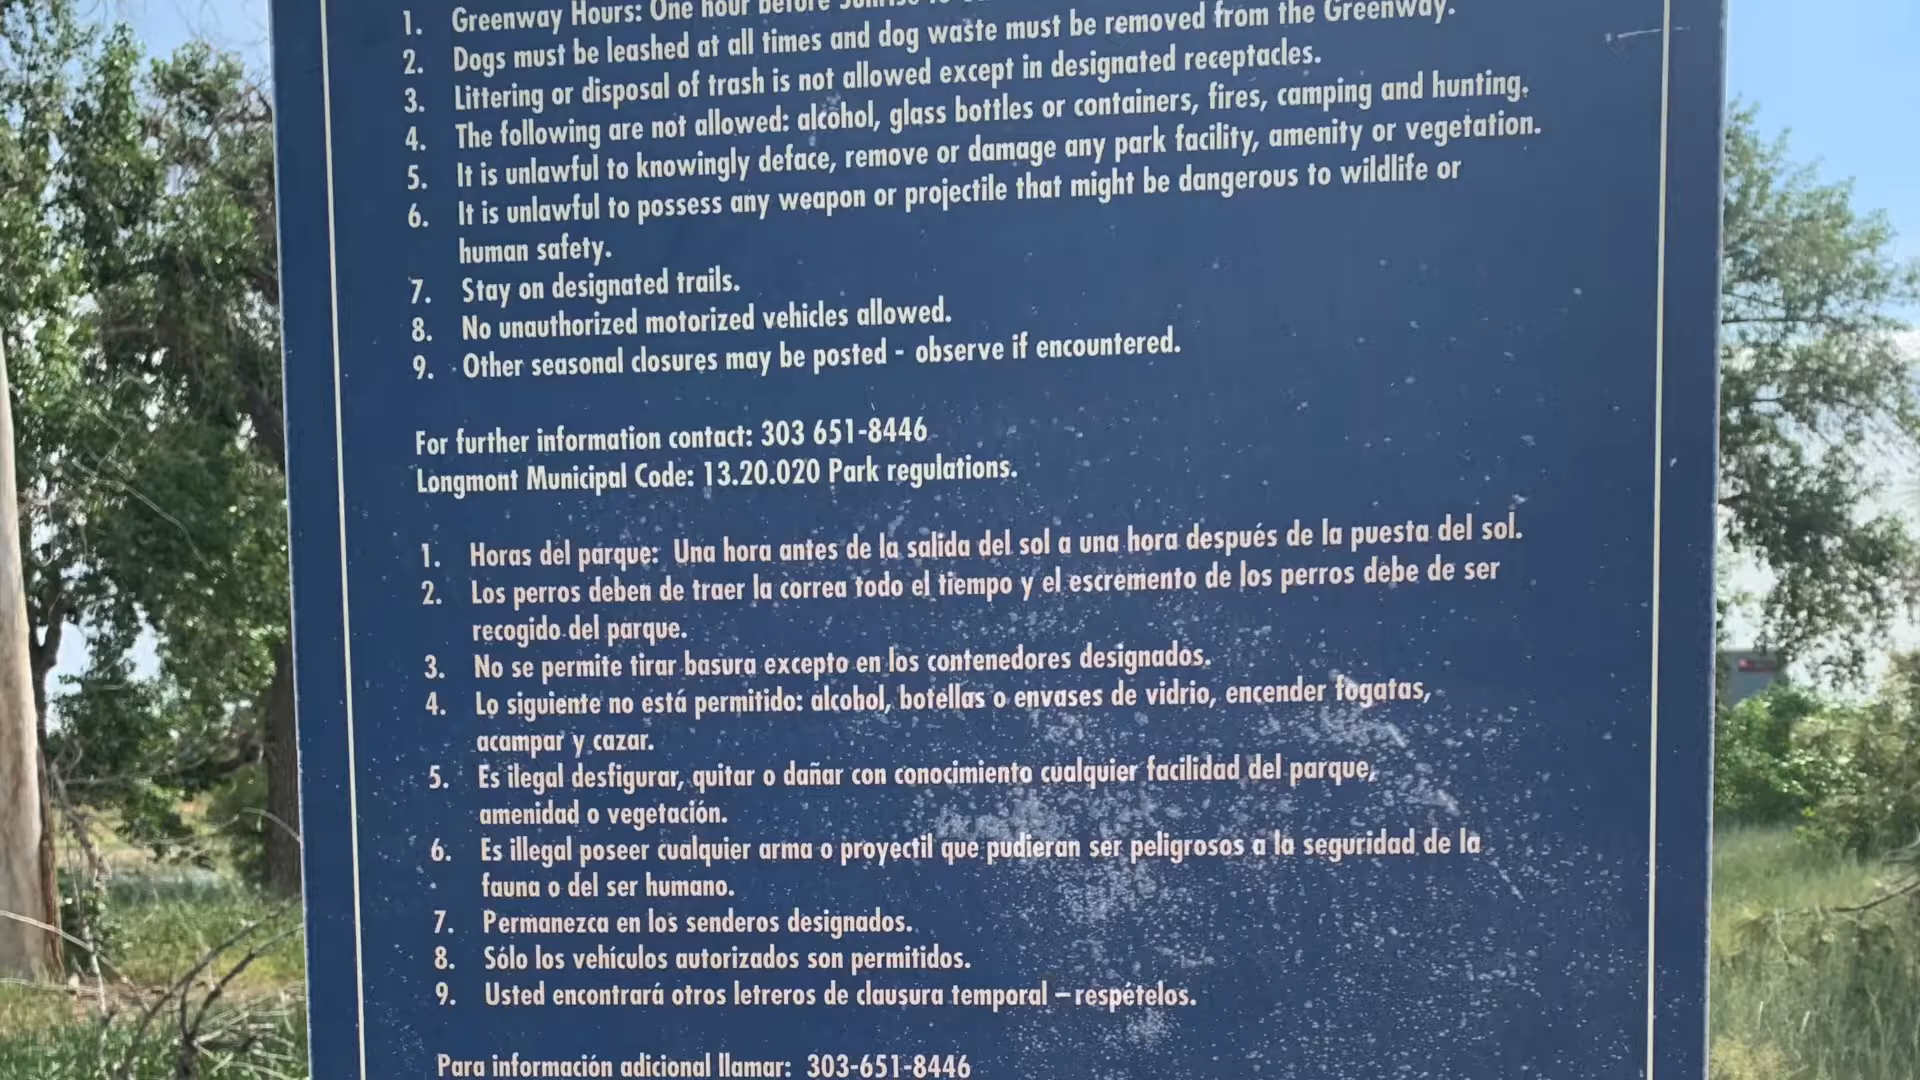 1. Greenway Hours: One hour before
2. Dogs must be leashed at all times and dog waste must be removed from the Greenway.
3. Littering or disposal of trash is not allowed except in designated receptacles.
4. The following are not allowed: alcohol, glass bottles or containers, fires, camping and hunting.
5. It is unlawful to knowingly deface, remove or damage any park facility, amenity or vegetation.
6. It is unlawful to possess any weapon or projectile that might be dangerous to wildlife or
human safety.
7. Stay on designated trails.
8. No unauthorized motorized vehicles allowed.
9. Other seasonal closures may be posted - observe if encountered.
For further information contact: 303 651-8446
Longmont Municipal Code: 13.20.020 Park regulations.
1. Horas del parque: Una hora antes de la salida del sol a una hora después de la puesta del sol.
2. Los perros deben de traer la correa todo el tiempo y el escremento de los perros debe de ser
recogido del parque.
3. No se permite tirar basura excepto en los contenedores designados.
4. Lo siguiente no está permitido: alcohol, botellas o envases de vidrio, encender fogatas,
acampar y cazar.
5. Es ilegal desfigurar, quitar o dañar con conocimiento cualquier facilidad del parque,
amenidad o vegetación.
6. Es illegal poseer cualquier arma o proyectil que pudieran ser peligrosos a la seguridad de la
fauna o del ser humano.
7. Permanezca en los senderos designados.
8. Sólo los vehículos autorizados son permitidos.
9. Usted encontrará otros letreros de clausura temporal – respételos.
Para información adicional llamar: 303-651-8446